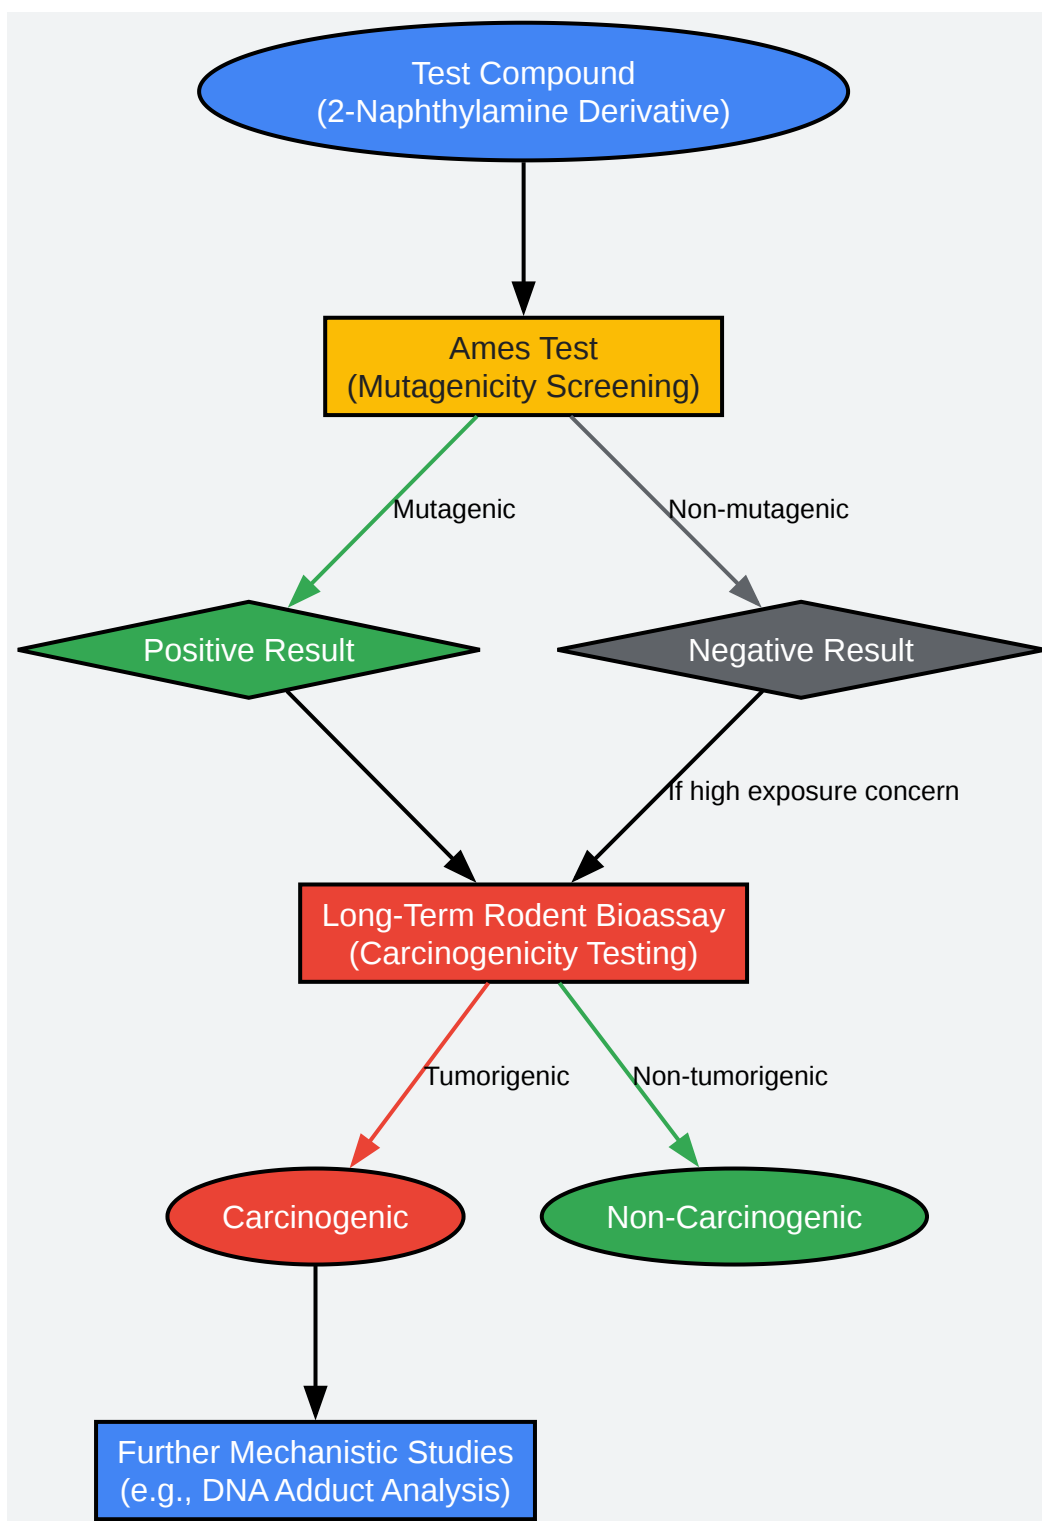 Test Compound
(2-Naphthylamine Derivative)
Ames Test
(Mutagenicity Screening)
Mutagenic
Non-mutagenic
Positive Result
Negative Result
If high exposure concern
Long-Term Rodent Bioassay
(Carcinogenicity Testing)
Tumorigenic
Non-tumorigenic
Carcinogenic
Non-Carcinogenic
Further Mechanistic Studies
(e.g., DNA Adduct Analysis)